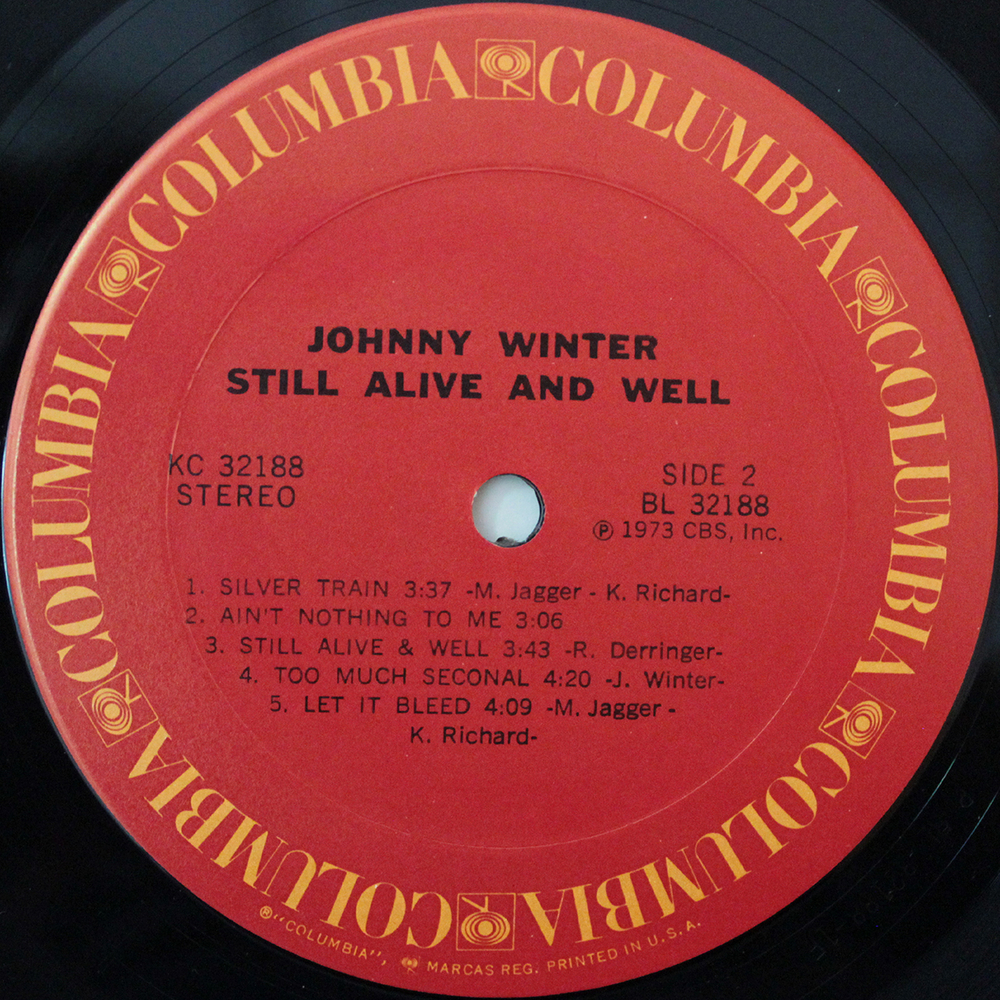 COLUMBIA
COLUMBIA
COLUMBIA
COLUMBIA
COLUMBIA
COLUMBIA
JOHNNY WINTER
STILL ALIVE AND WELL
KC 32188
STEREO
SIDE 2
BL 32188
℗ 1973 CBS, Inc.
1. SILVER TRAIN 3:37 -M. Jagger - K. Richard-
2. AIN'T NOTHING TO ME 3:06
3. STILL ALIVE & WELL 3:43 -R. Derringer-
4. TOO MUCH SECONAL 4:20 -J. Winter-
5. LET IT BLEED 4:09 -M. Jagger -
K. Richard-
® "COLUMBIA", MARCAS REG. PRINTED IN U.S.A.